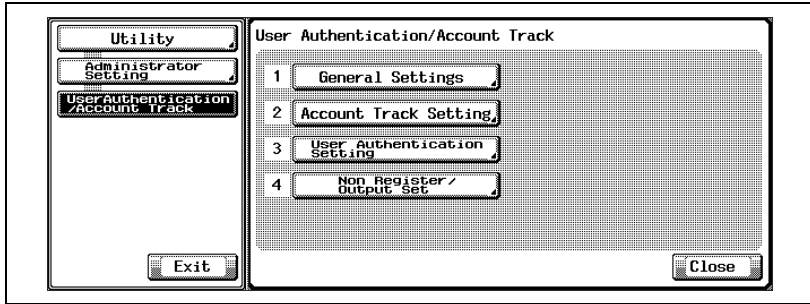 Utility
Administrator
Setting
UserAuthentication
/Account Track
Exit
User Authentication/Account Track
1 General Settings
2 Account Track Setting
3 User Authentication
Setting
4 Non Register/
Output Set
Close